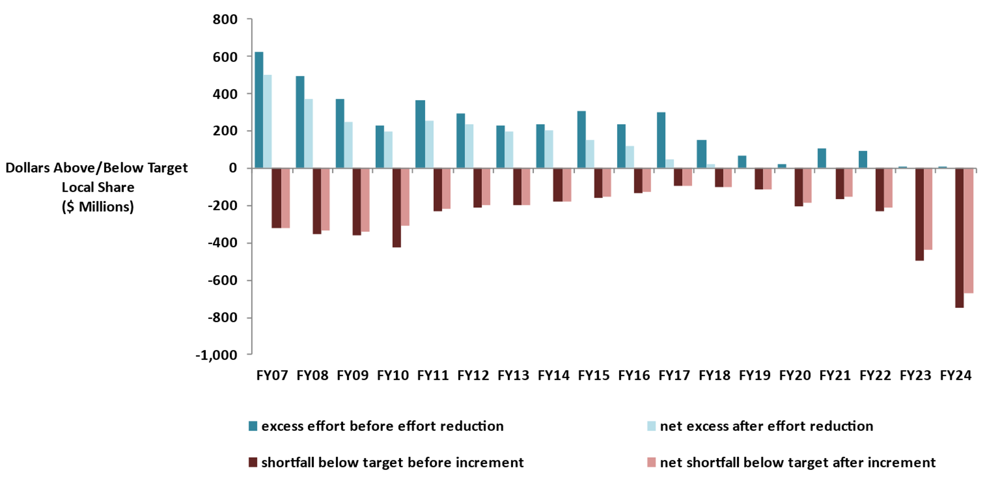 800
600
400
200
0
-200
-400
-600
-800
-1,000
Dollars Above/Below Target
Local Share
($ Millions)
FY07 FY08 FY09 FY10 FY11 FY12 FY13 FY14 FY15 FY16 FY17 FY18 FY19 FY20 FY21 FY22 FY23 FY24
excess effort before effort reduction
net excess after effort reduction
shortfall below target before increment
net shortfall below target after increment